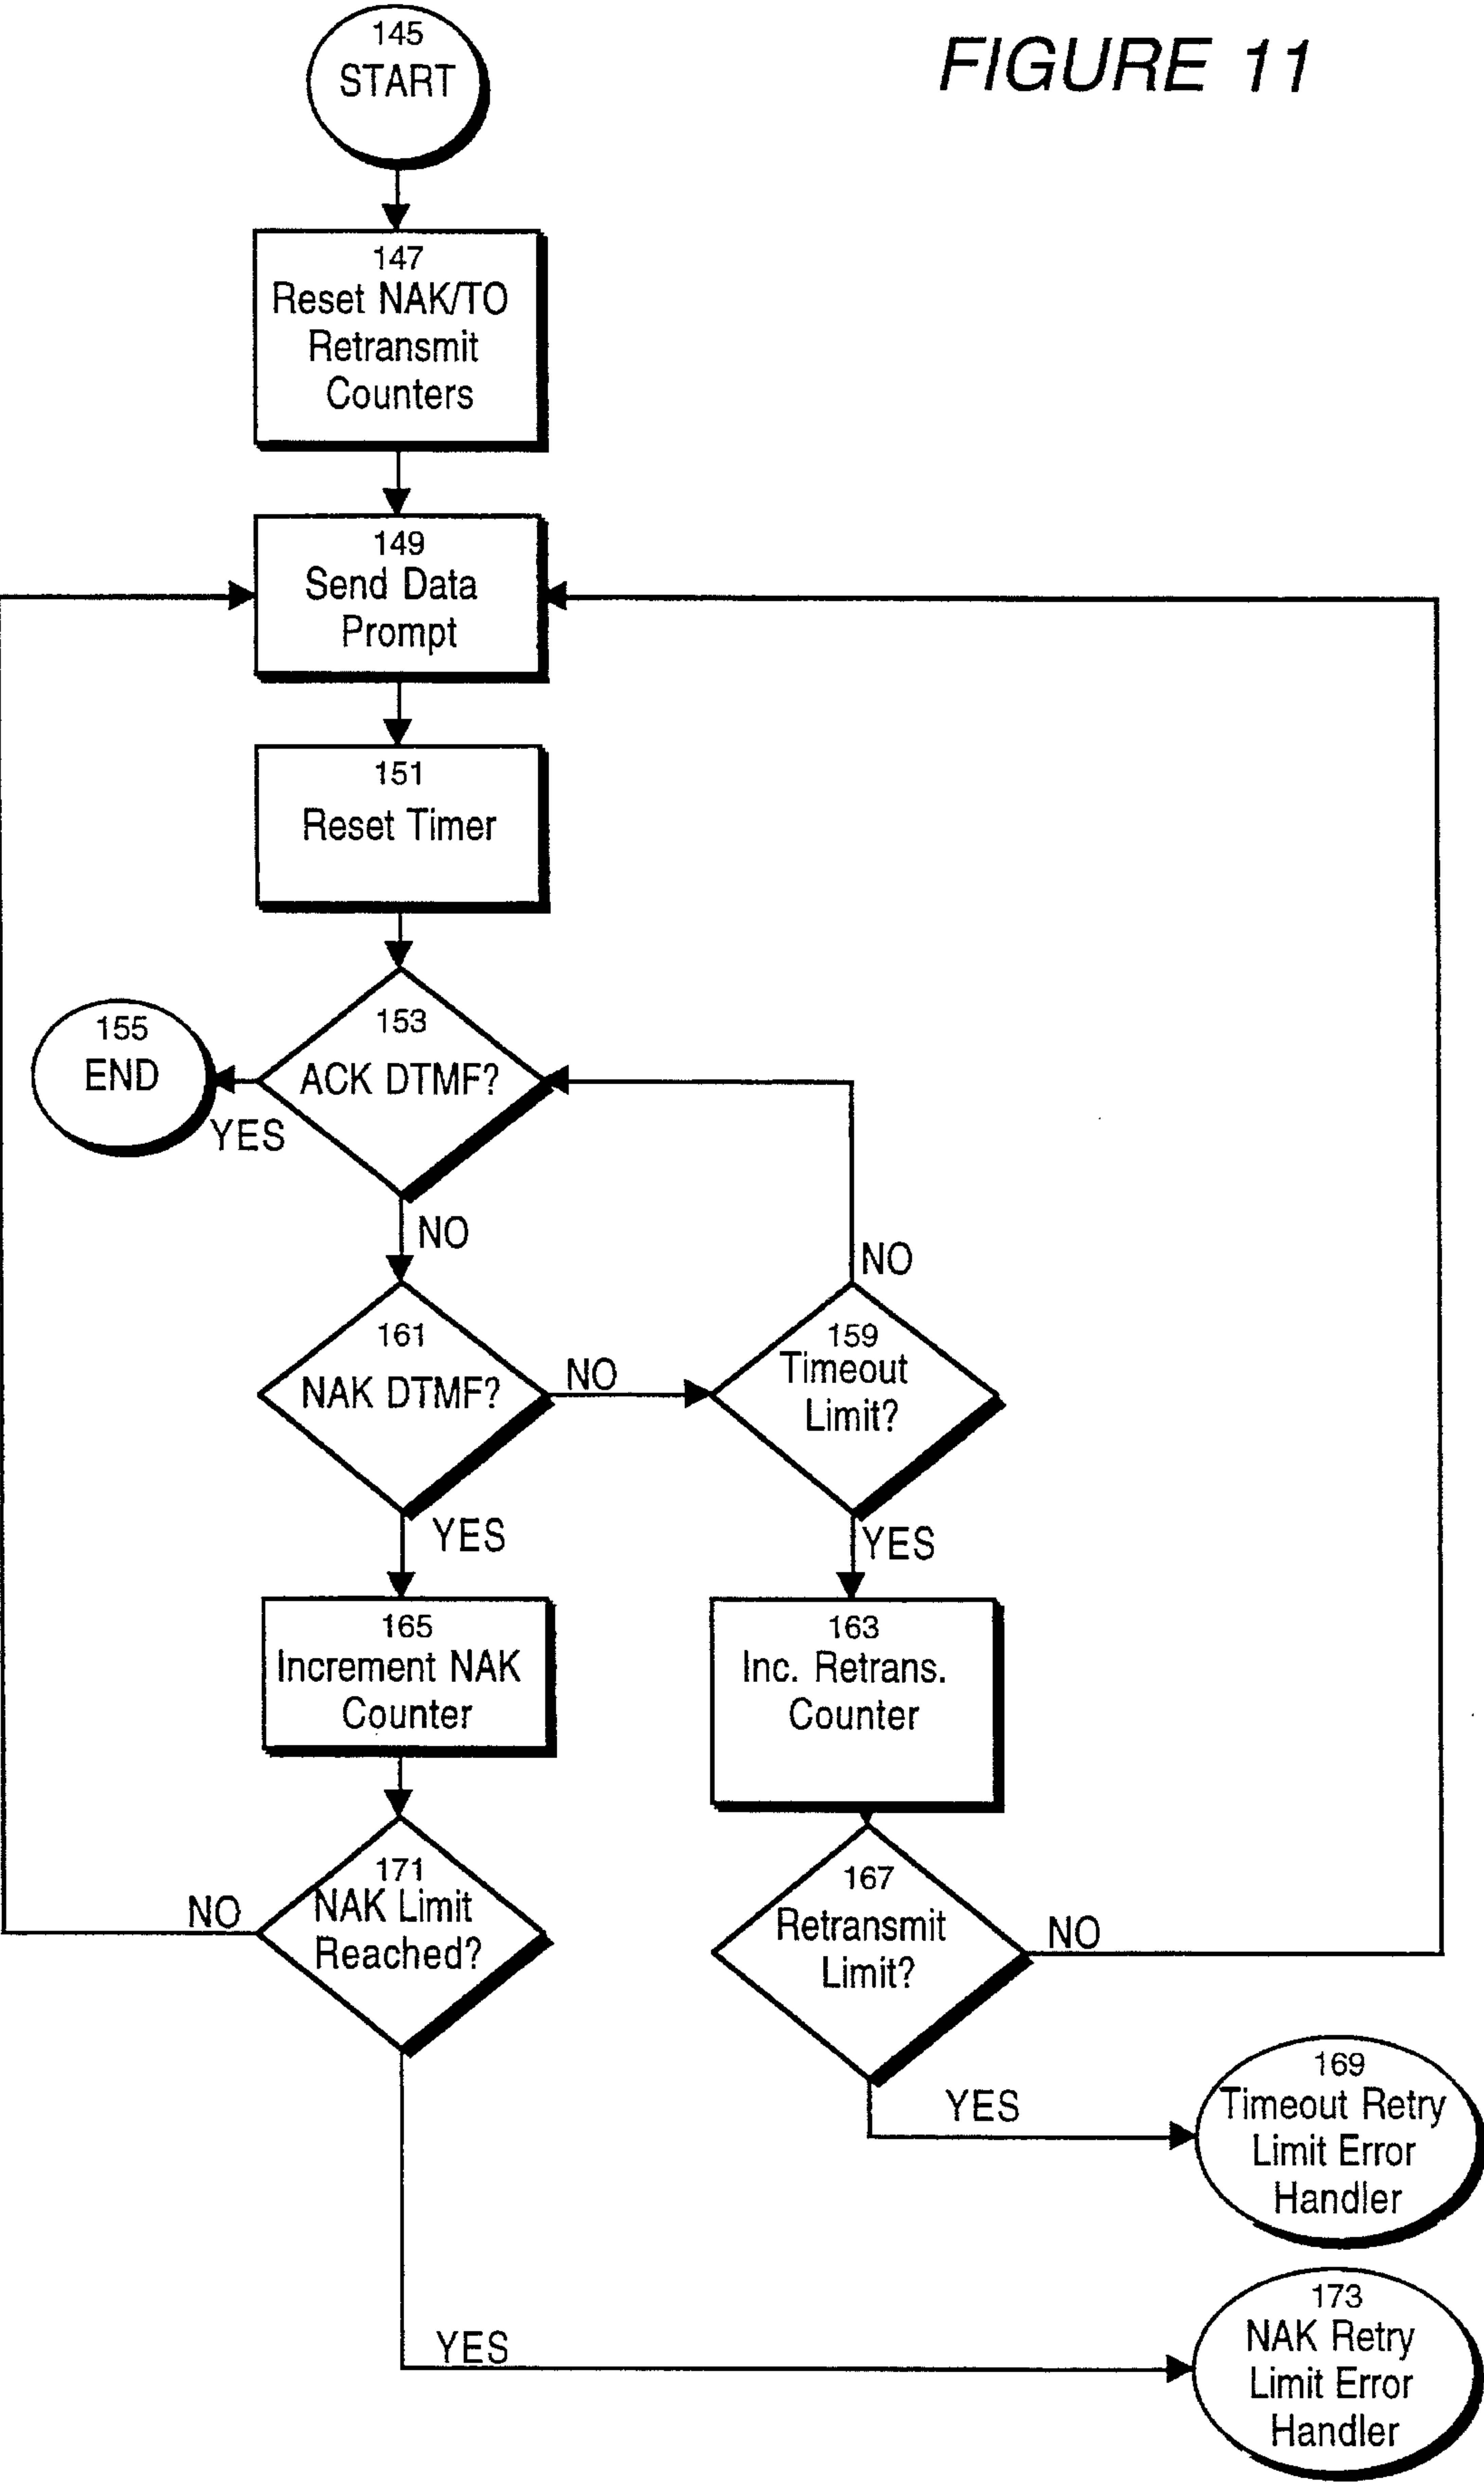 FIGURE 11
145
START
147
Reset NAK/TO
Retransmit
Counters
149
Send Data
Prompt
151
Reset Timer
153
ACK DTMF?
155
END
YES
NO
161
NAK DTMF?
NO
159
Timeout
Limit?
NO
YES
YES
165
Increment NAK
Counter
163
Inc. Retrans.
Counter
171
NAK Limit
Reached?
NO
167
Retransmit
Limit?
NO
YES
169
Timeout Retry
Limit Error
Handler
YES
173
NAK Retry
Limit Error
Handler